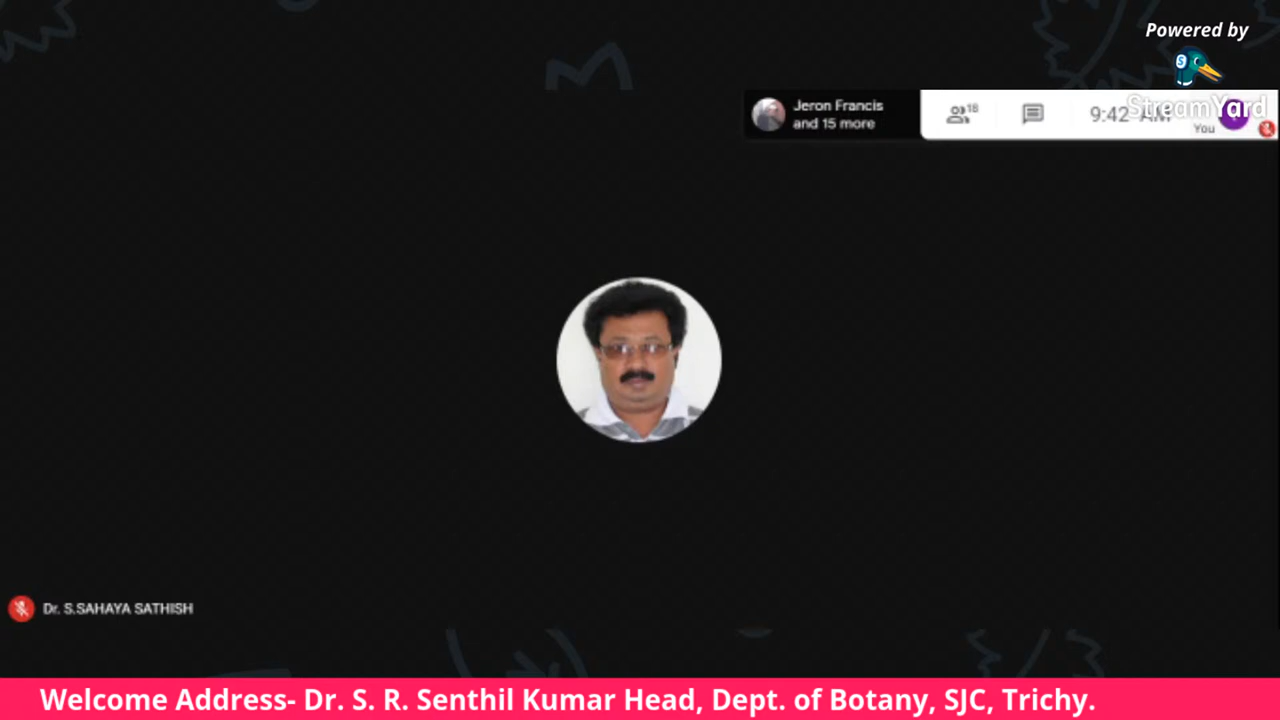 Powered by
StreamYard
Jeron Francis
and 15 more
18
9:42 AM
You
Dr. S.SAHAYA SATHISH
Welcome Address- Dr. S. R. Senthil Kumar Head, Dept. of Botany, SJC, Trichy.